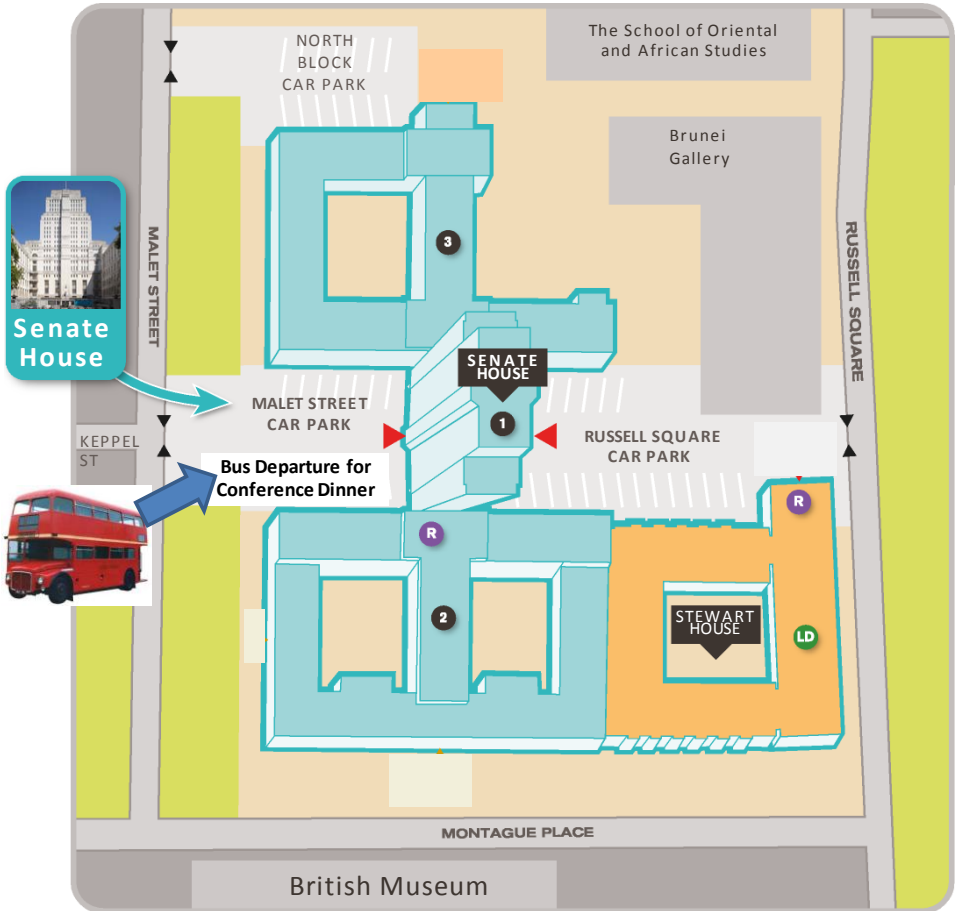 NORTH
BLOCK
CAR PARK
The School of Oriental
and African Studies
Brunei
Gallery
MALET STREET
RUSSELL SQUARE
3
Senate
House
SENATE
HOUSE
1
MALET STREET
CAR PARK
RUSSELL SQUARE
CAR PARK
KEPPEL
ST
Bus Departure for
Conference Dinner
R
R
2
STEWART
HOUSE
LD
MONTAGUE PLACE
British Museum